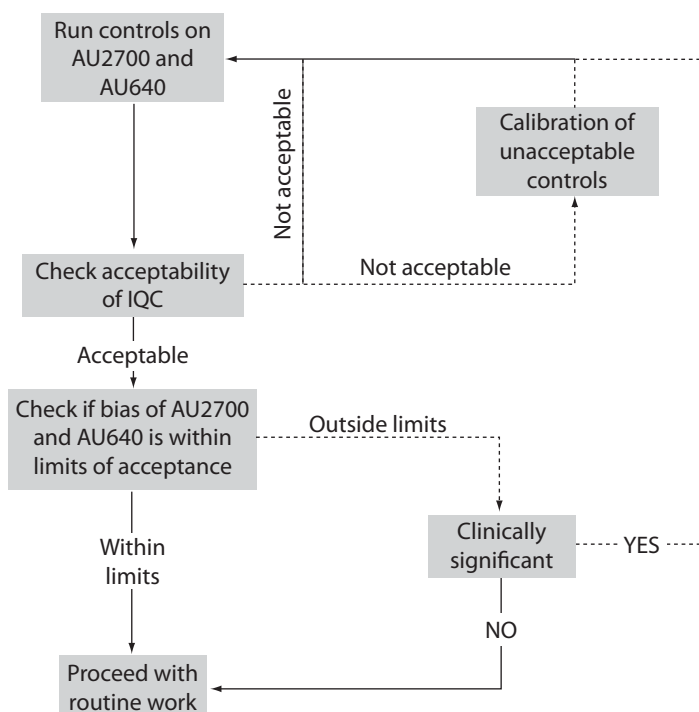 Run controls on
AU2700 and
AU640
Not acceptable
Calibration of
unacceptable
controls
Check acceptability
of IQC
Not acceptable
Acceptable
Check if bias of AU2700
and AU640 is within
limits of acceptance
Outside limits
Within
limits
Clinically
significant
YES
NO
Proceed with
routine work